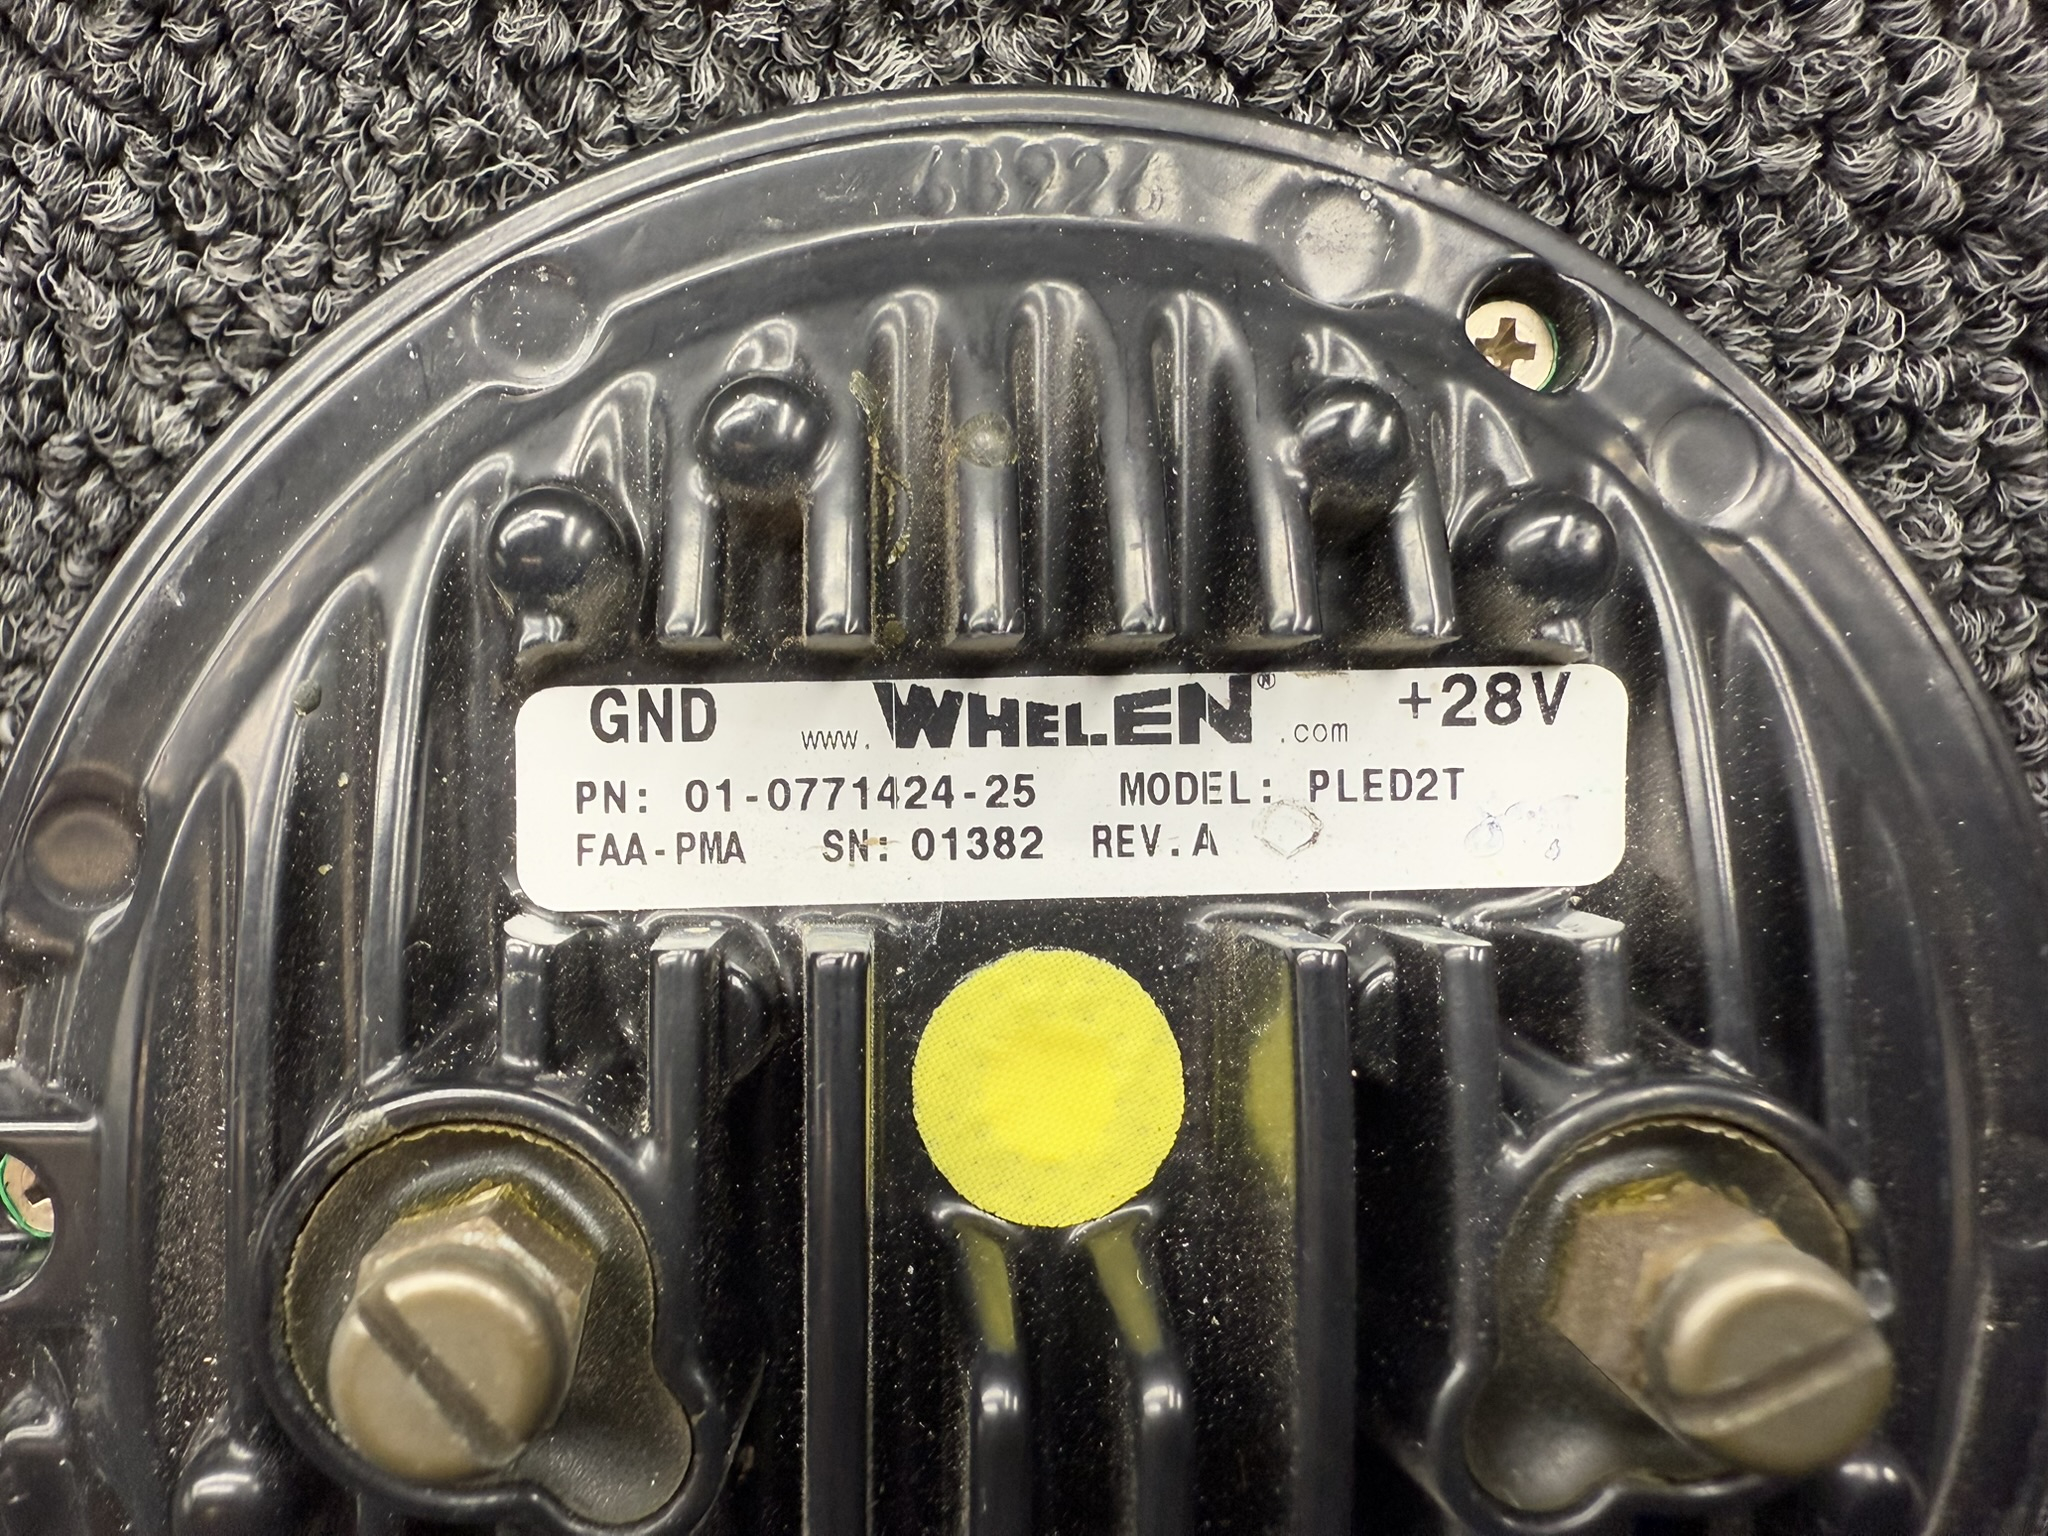 6B226
GND www.WHELEN®.com +28V
PN: 01-0771424-25 MODEL: PLED2T
FAA-PMA SN: 01382 REV.A